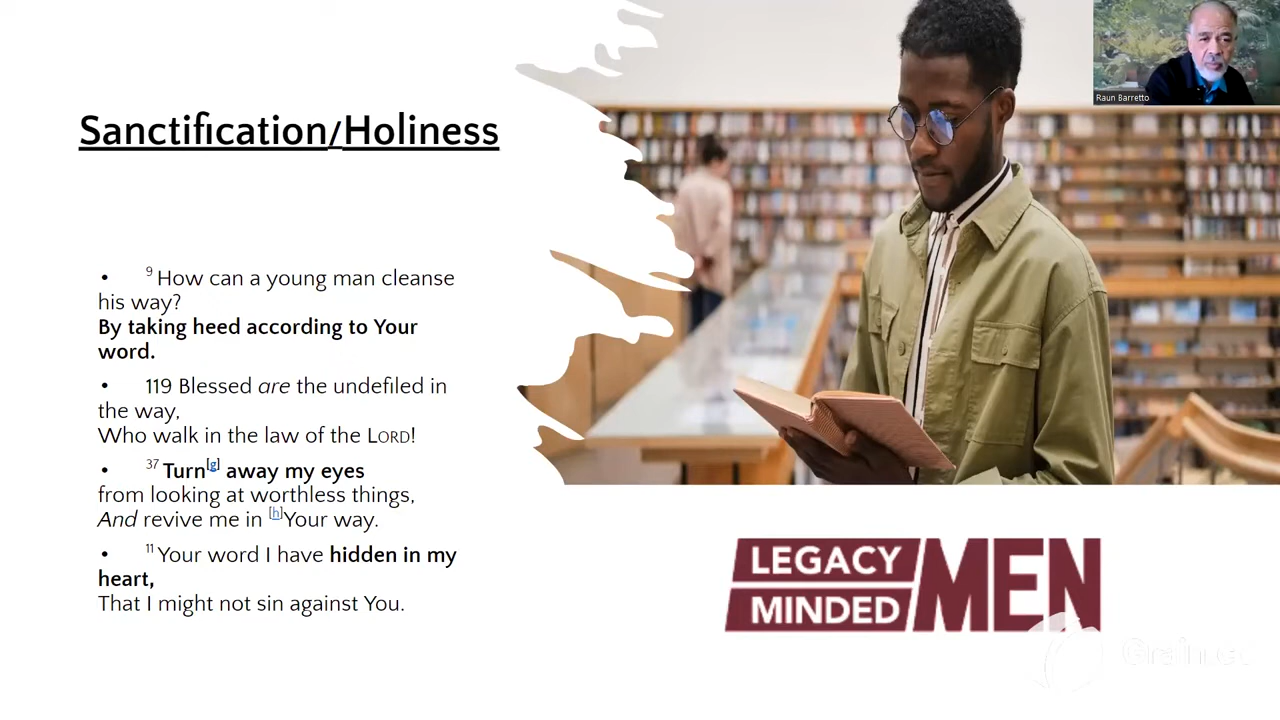 Sanctification/Holiness
• 9 How can a young man cleanse
his way?
By taking heed according to Your
word.
• 119 Blessed are the undefiled in
the way,
Who walk in the law of the LORD!
• 37 Turn[g] away my eyes
from looking at worthless things,
And revive me in [h]Your way.
• 11 Your word I have hidden in my
heart,
That I might not sin against You.
Raun Barretto
LEGACY
MINDED
MEN